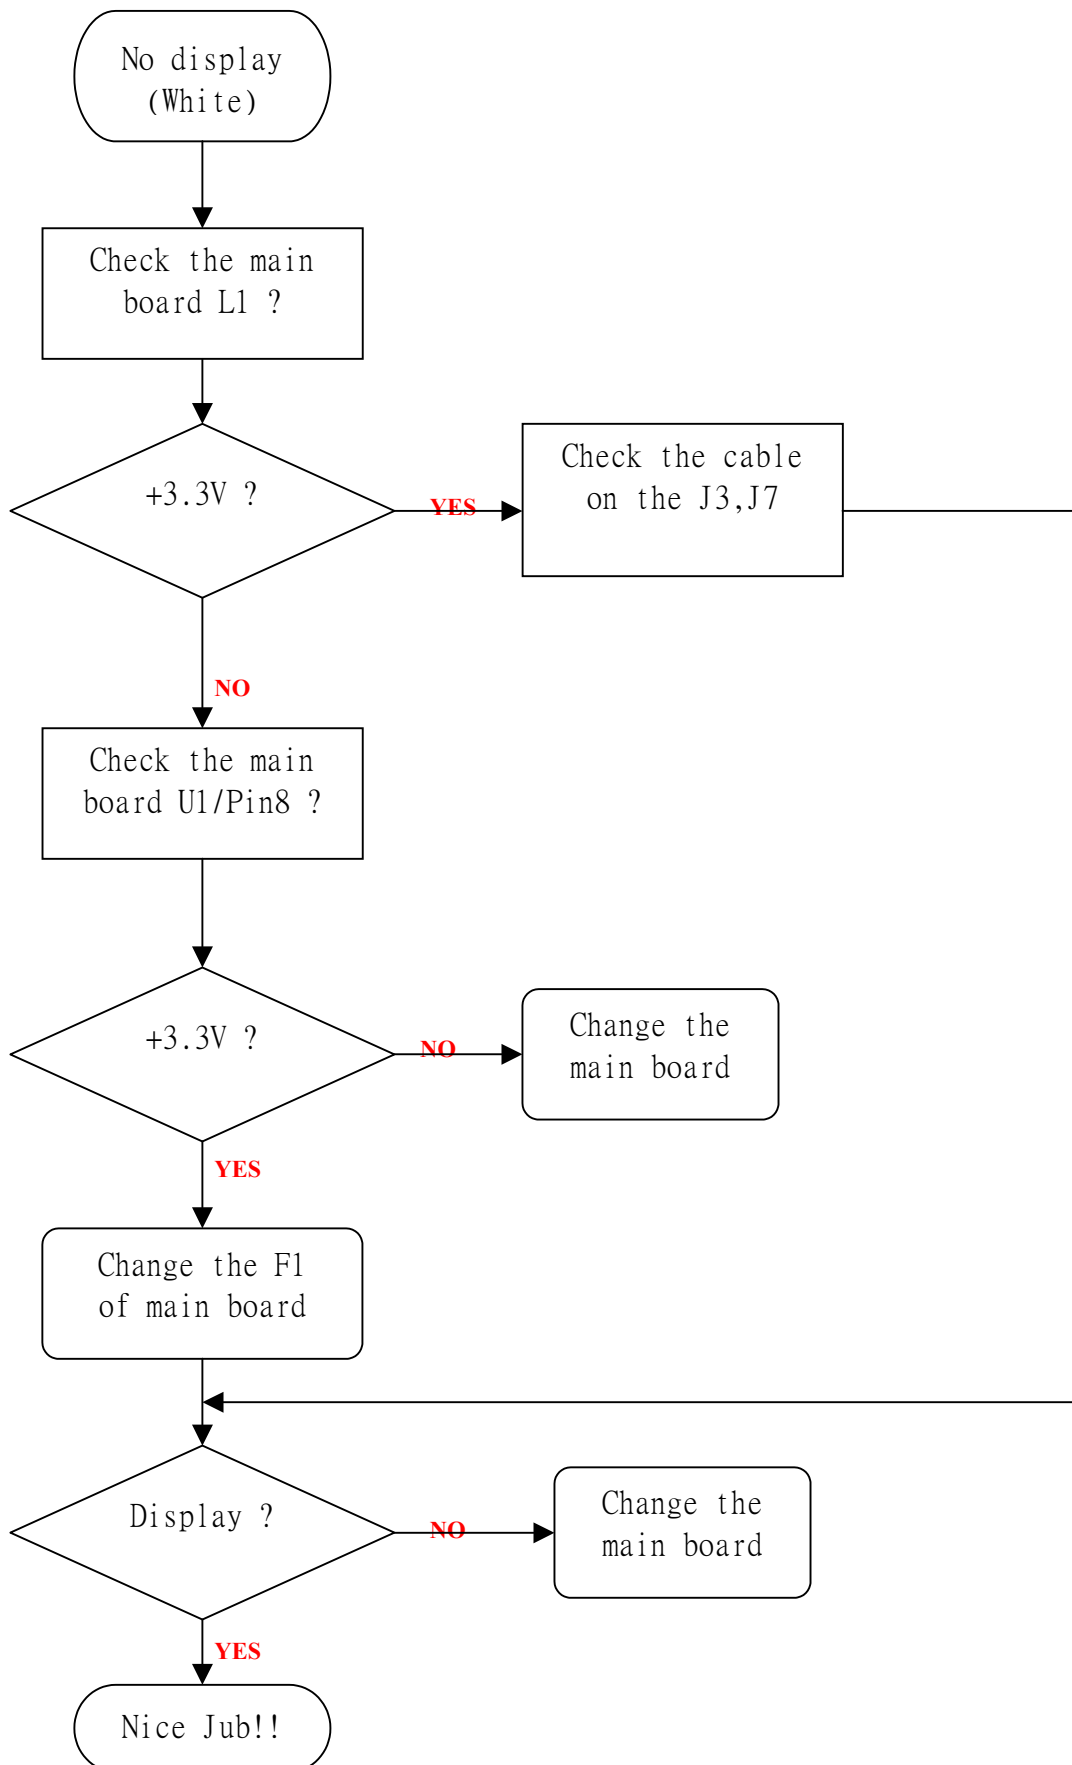 No display
(White)
Check the main
board L1 ?
+3.3V ?
YES
Check the cable
on the J3,J7
NO
Check the main
board U1/Pin8 ?
+3.3V ?
NO
Change the
main board
YES
Change the F1
of main board
Display ?
NO
Change the
main board
YES
Nice Jub!!